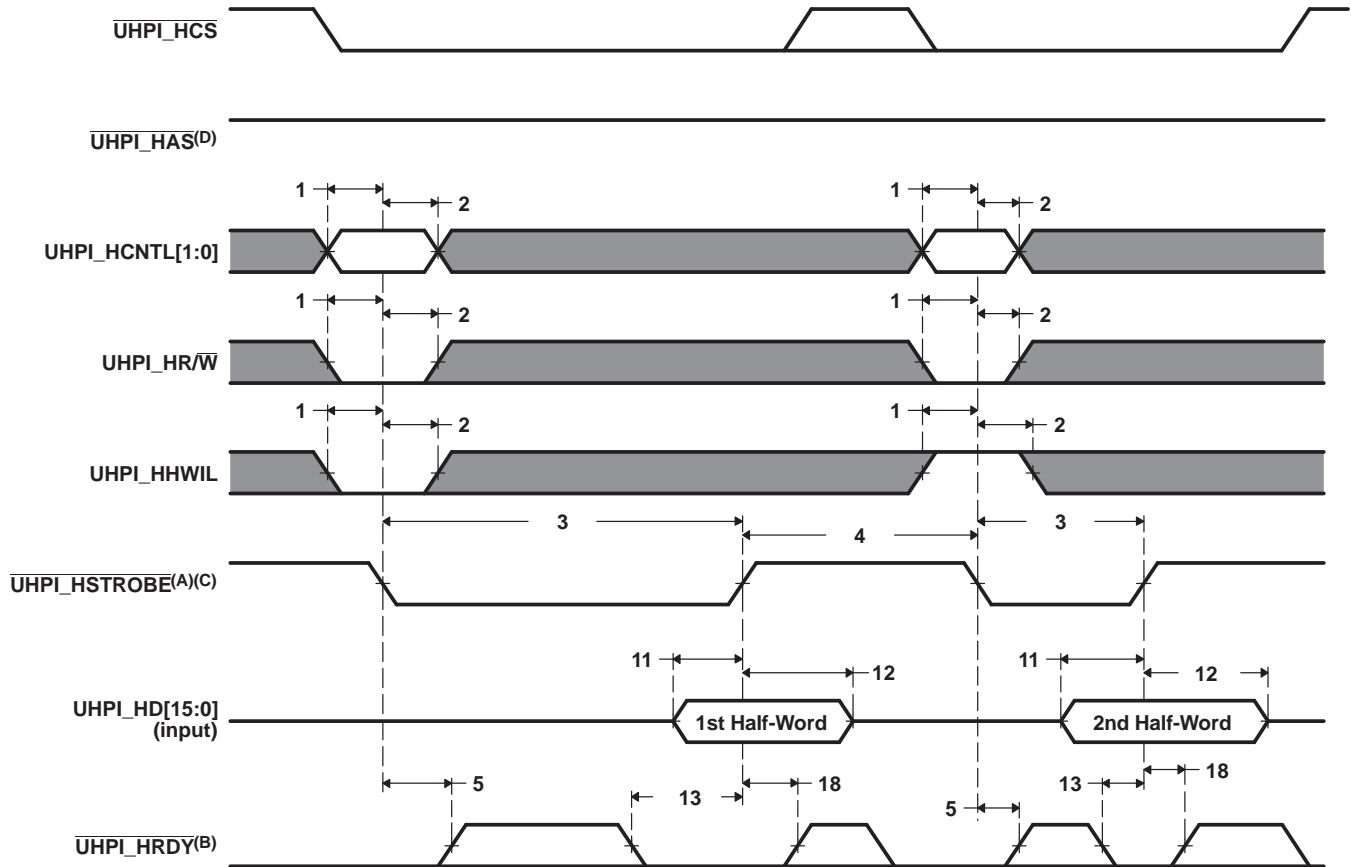 UHPI_HCS
UHPI_HAS(D)
1
2
1
2
UHPI_HCNTL[1:0]
1
2
1
2
UHPI_HR/W
1
2
1
2
UHPI_HHWIL
3
4
3
UHPI_HSTROBE(A)(C)
11
12
11
12
UHPI_HD[15:0]
(input)
1st Half-Word
2nd Half-Word
5
13
18
5
13
18
UHPI_HRDY(B)